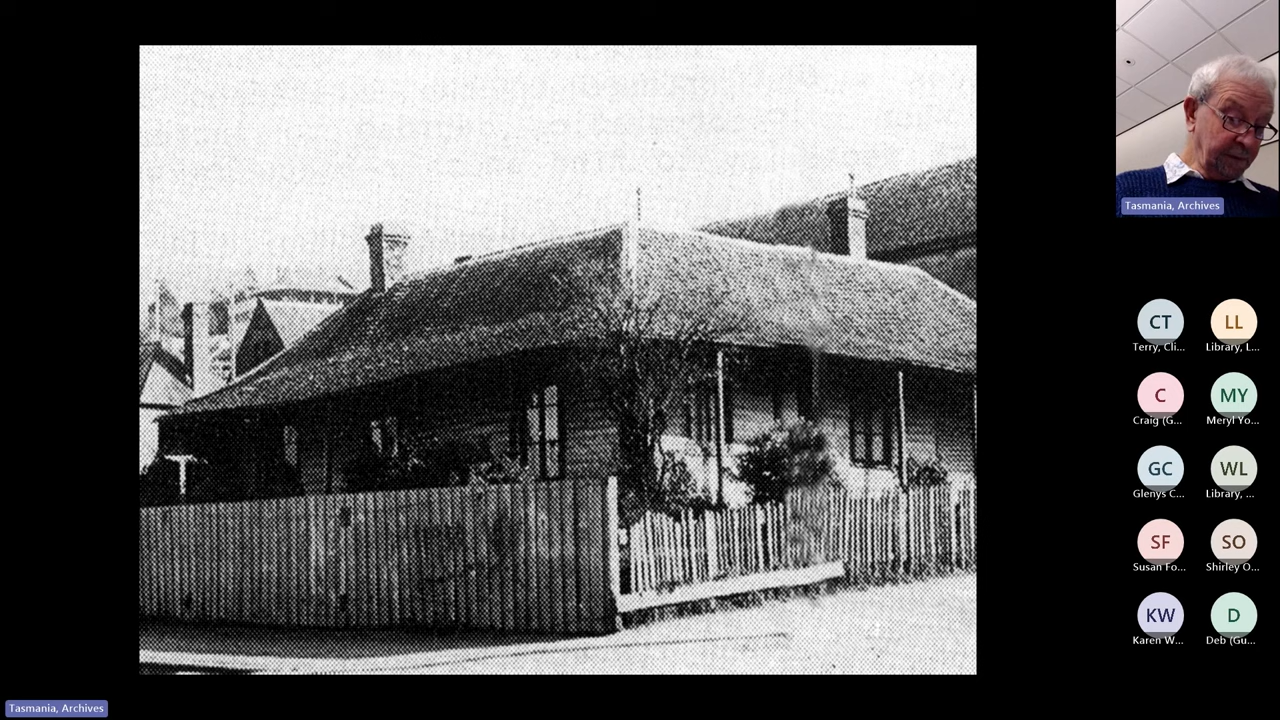 Tasmania, Archives
CT
LL
Terry, Cli...
Library, L...
C
MY
Craig (G...
Meryl Yo...
GC
WL
Glenys C...
Library, ...
SF
SO
Susan Fo...
Shirley O...
KW
D
Karen W...
Deb (Gu...
Tasmania, Archives